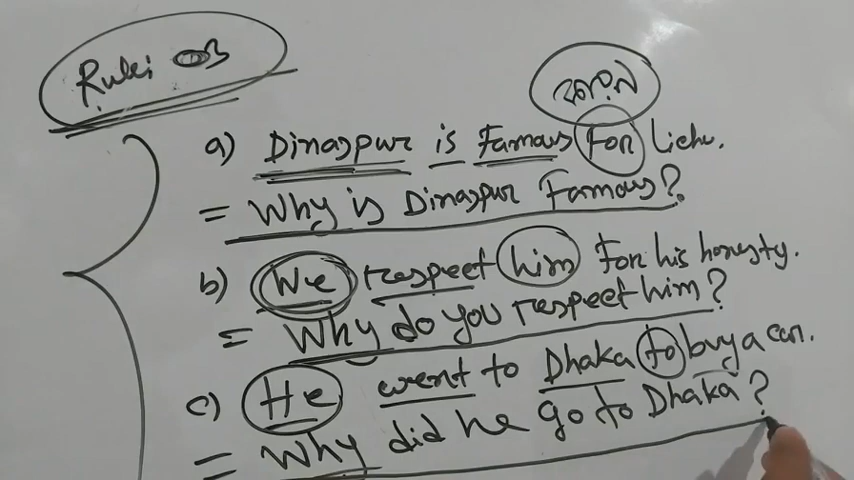 Rule: 03
কারণ
a) Dinajpur is Famous For Lichu.
= Why is Dinajpur Famous?
b) We respect him For his honesty.
= Why do you respect him?
c) He went to Dhaka to buy a car.
= Why did he go to Dhaka?